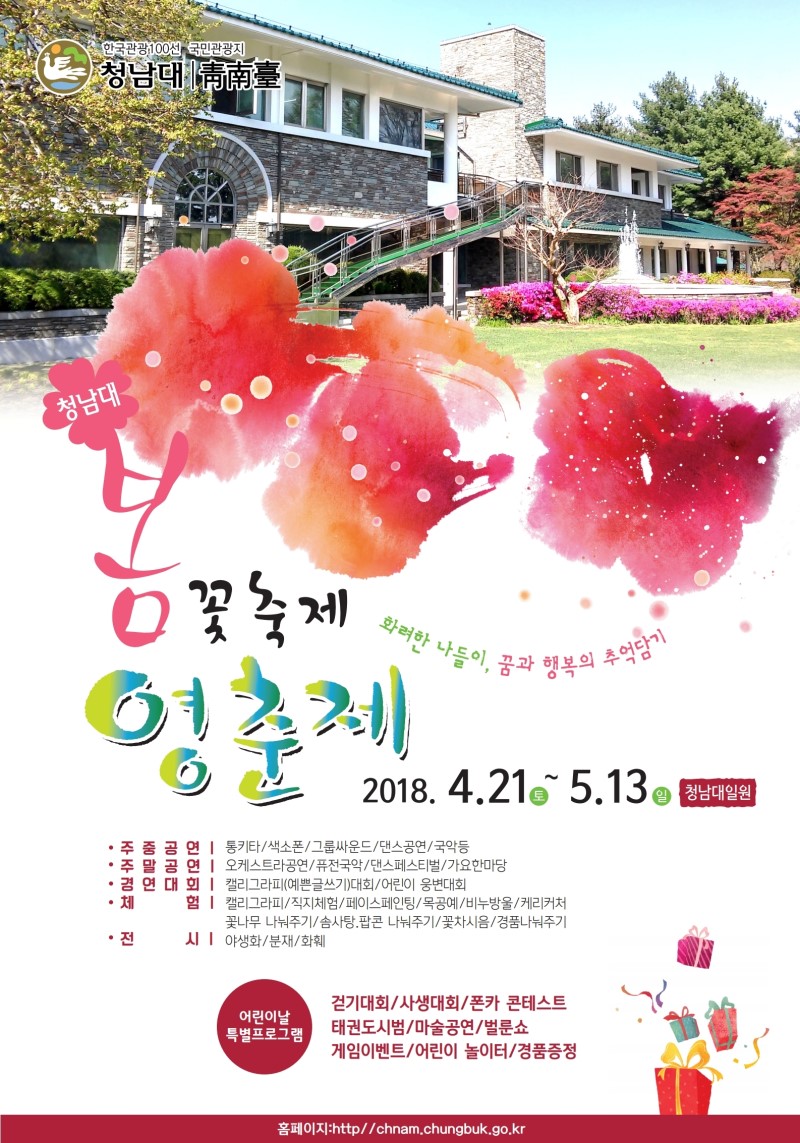 한국관광100선 국민관광지
청남대 | 靑南臺
청남대
봄꽃축제
화려한 나들이, 꿈과 행복의 추억담기
영춘제
2018. 4.21토 ~ 5.13일 청남대일원
• 주중공연 | 통키타/색소폰/그룹싸운드/댄스공연/국악등
• 주말공연 | 오케스트라공연/퓨전국악/댄스페스티벌/가요한마당
• 경연대회 | 캘리그라피(예쁜글쓰기)대회/어린이 웅변대회
• 체 험 | 캘리그라피/직지체험/페이스페인팅/목공예/비누방울/케리커처
꽃나무 나눠주기/솜사탕.팝콘 나눠주기/꽃차시음/경품나눠주기
• 전 시 | 야생화/분재/화훼
어린이날
특별프로그램
걷기대회/사생대회/폰카 콘테스트
태권도시범/마술공연/벌룬쇼
게임이벤트/어린이 놀이터/경품증정
홈페이지:http//chnam.chungbuk.go.kr